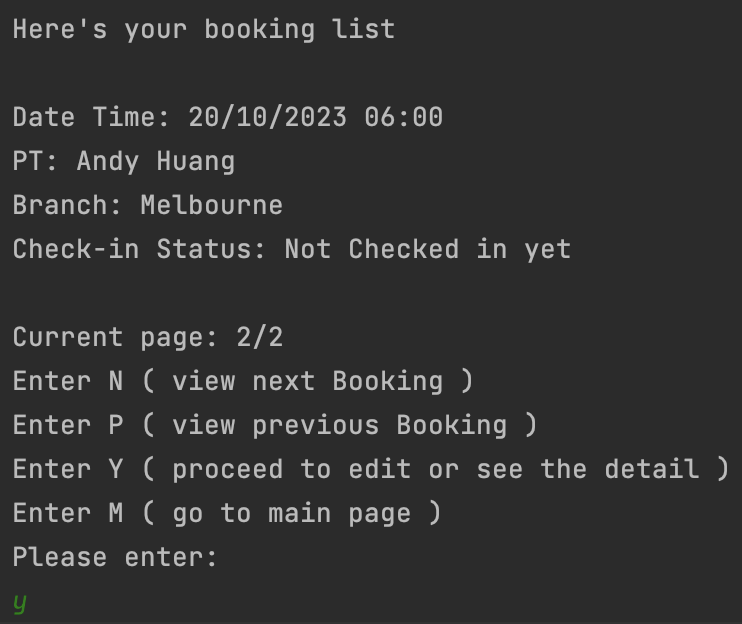 Here's your booking list
Date Time: 20/10/2023 06:00
PT: Andy Huang
Branch: Melbourne
Check-in Status: Not Checked in yet
Current page: 2/2
Enter N ( view next Booking )
Enter P ( view previous Booking )
Enter Y ( proceed to edit or see the detail )
Enter M ( go to main page )
Please enter:
y